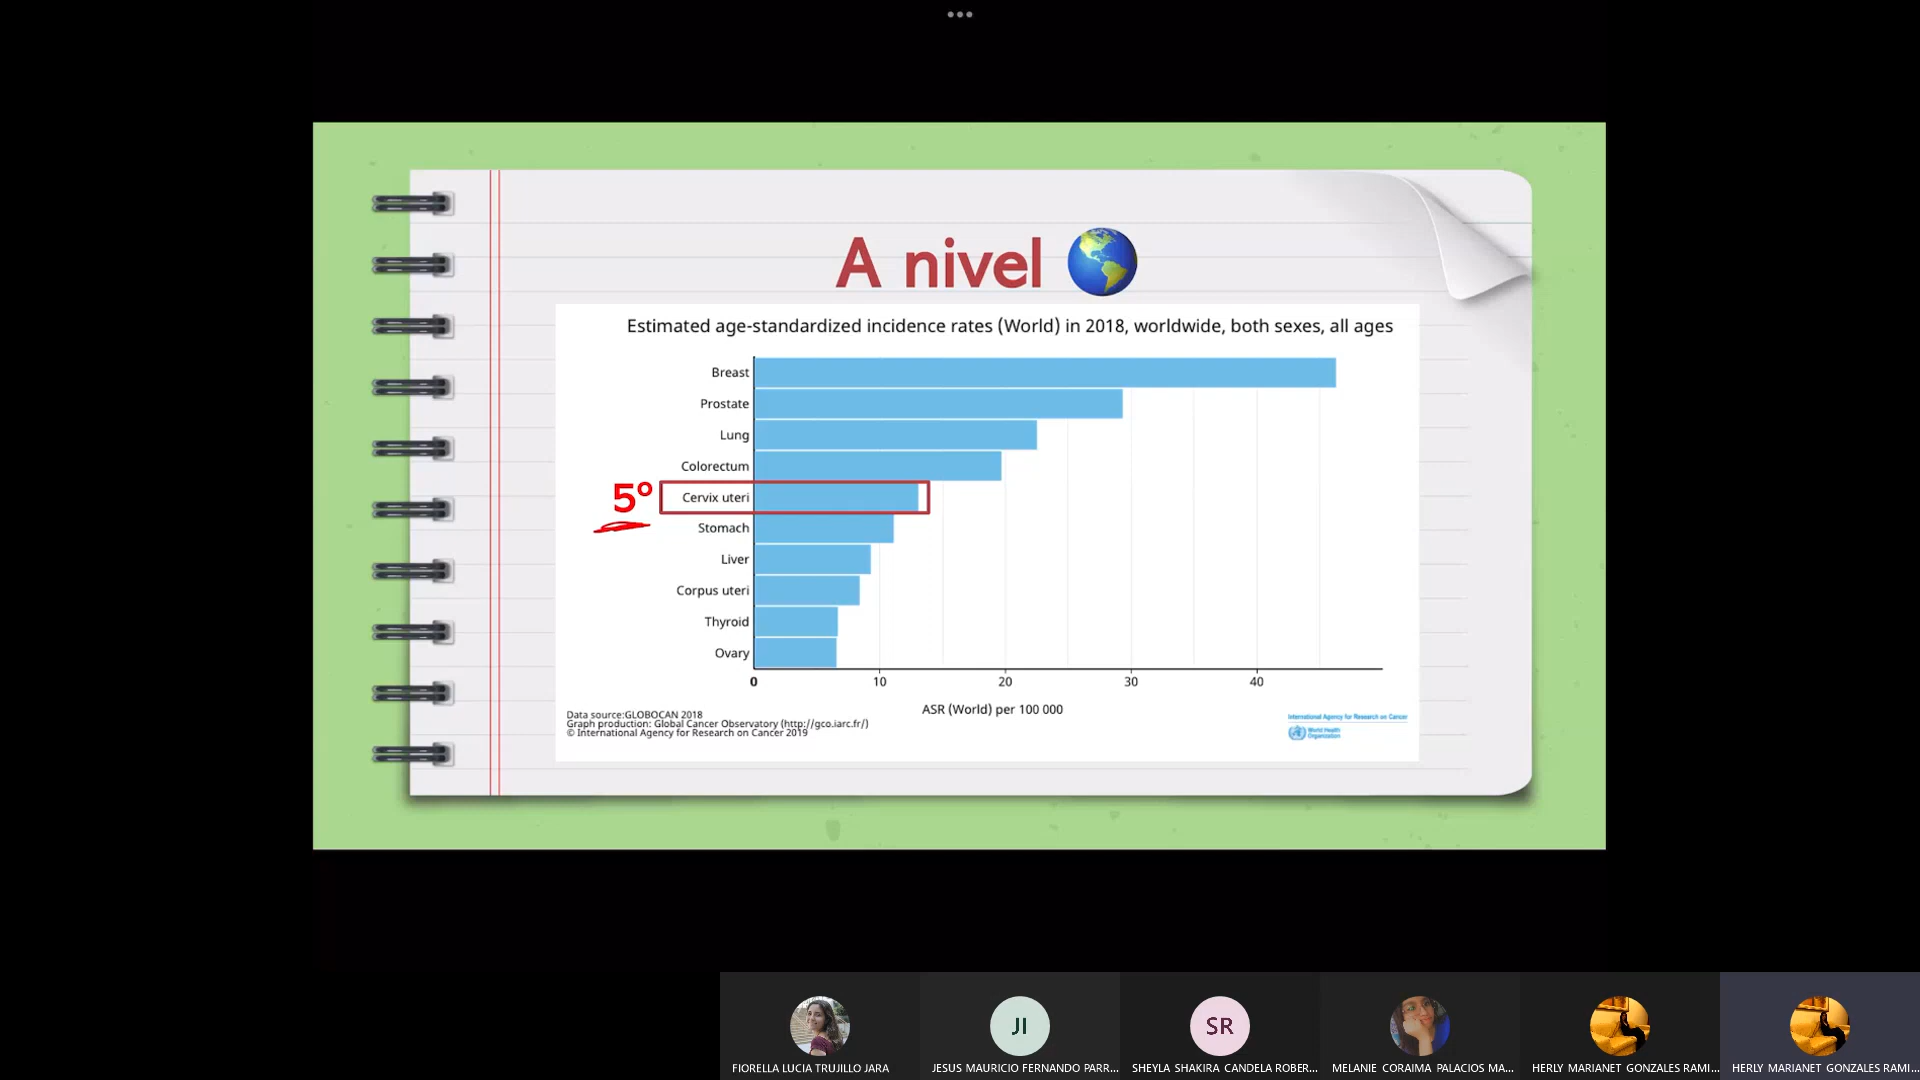 A nivel
Estimated age-standardized incidence rates (World) in 2018, worldwide, both sexes, all ages
Breast
Prostate
Lung
Colorectum
5º
Cervix uteri
Stomach
Liver
Corpus uteri
Thyroid
Ovary
0 10 20 30 40
ASR (World) per 100 000
Data source:GLOBOCAN 2018
Graph production: Global Cancer Observatory (http://gco.iarc.fr/)
© International Agency for Research on Cancer 2019
International Agency for Research on Cancer
World Health
Organization
JI
SR
FIORELLA LUCIA TRUJILLO JARA
JESUS MAURICIO FERNANDO PARR...
SHEYLA SHAKIRA CANDELA ROBER...
MELANIE CORAIMA PALACIOS MA...
HERLY MARIANET GONZALES RAMI...
HERLY MARIANET GONZALES RAMI...